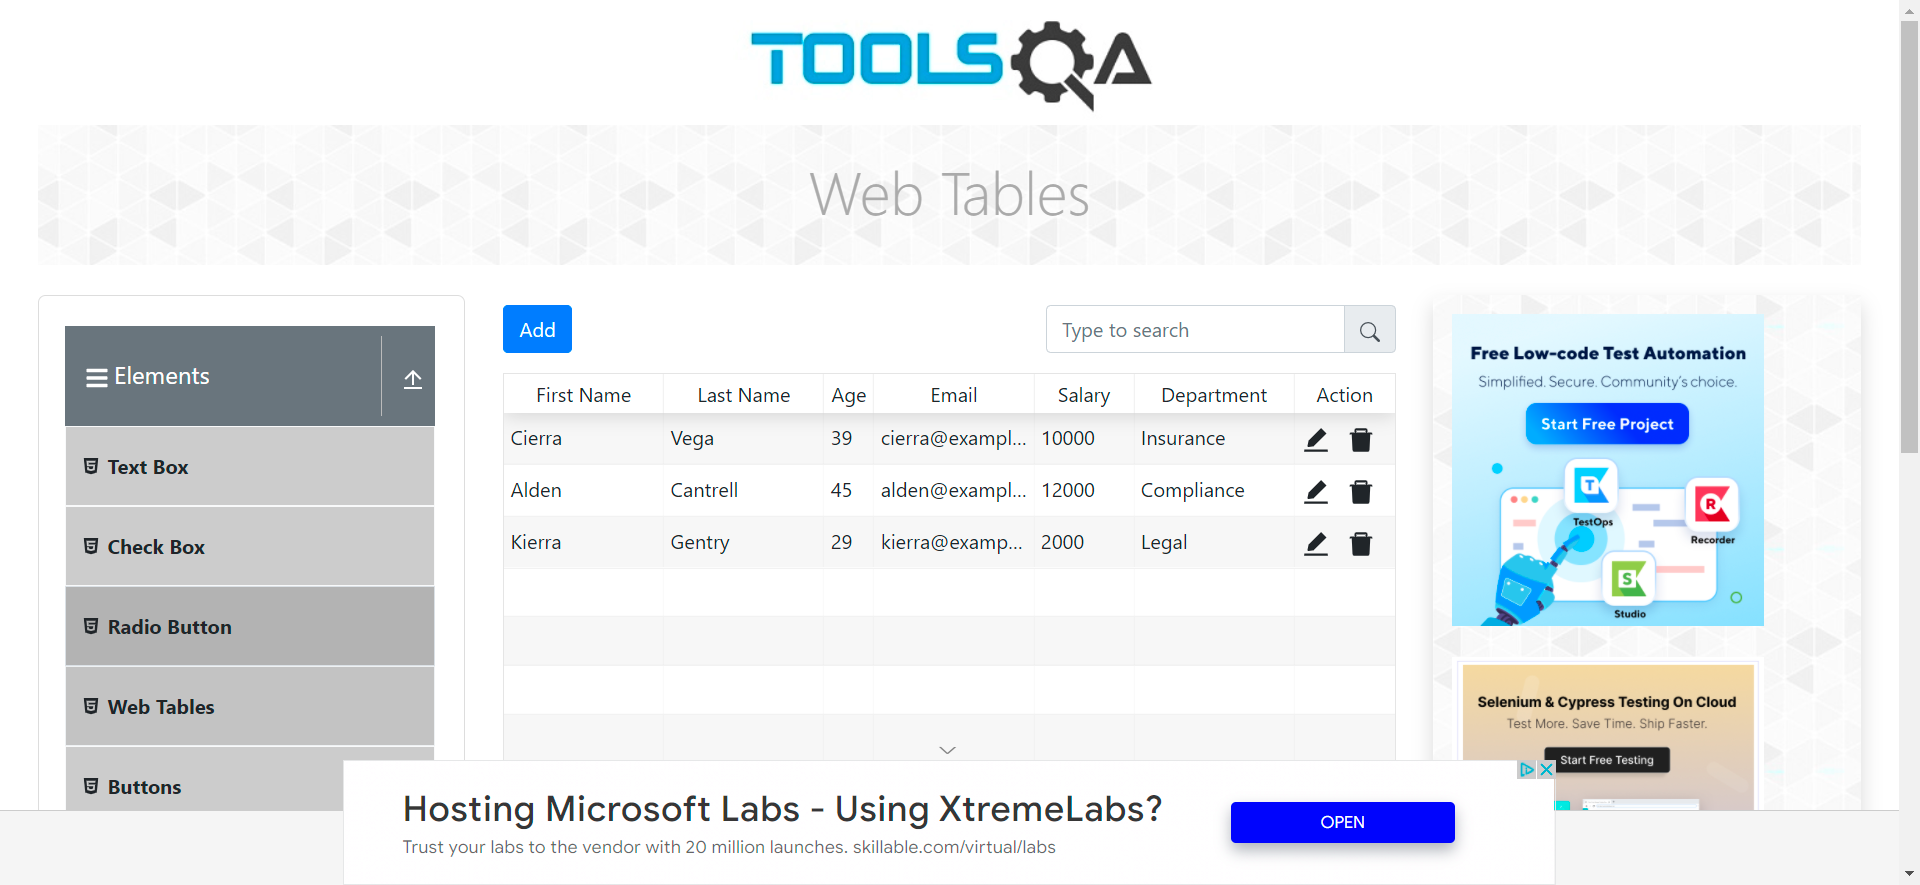 TOOLSQA
Web Tables
Elements
Text Box
Check Box
Radio Button
Web Tables
Buttons
Add
Type to search
First Name Last Name Age Email Salary Department Action
Cierra Vega 39 cierra@exampl... 10000 Insurance
Alden Cantrell 45 alden@exampl... 12000 Compliance
Kierra Gentry 29 kierra@examp... 2000 Legal
Free Low-code Test Automation
Simplified. Secure. Community's choice.
Start Free Project
TestOps
Recorder
Studio
Selenium & Cypress Testing On Cloud
Test More. Save Time. Ship Faster.
Start Free Testing
Hosting Microsoft Labs - Using XtremeLabs?
Trust your labs to the vendor with 20 million launches. skillable.com/virtual/labs
OPEN